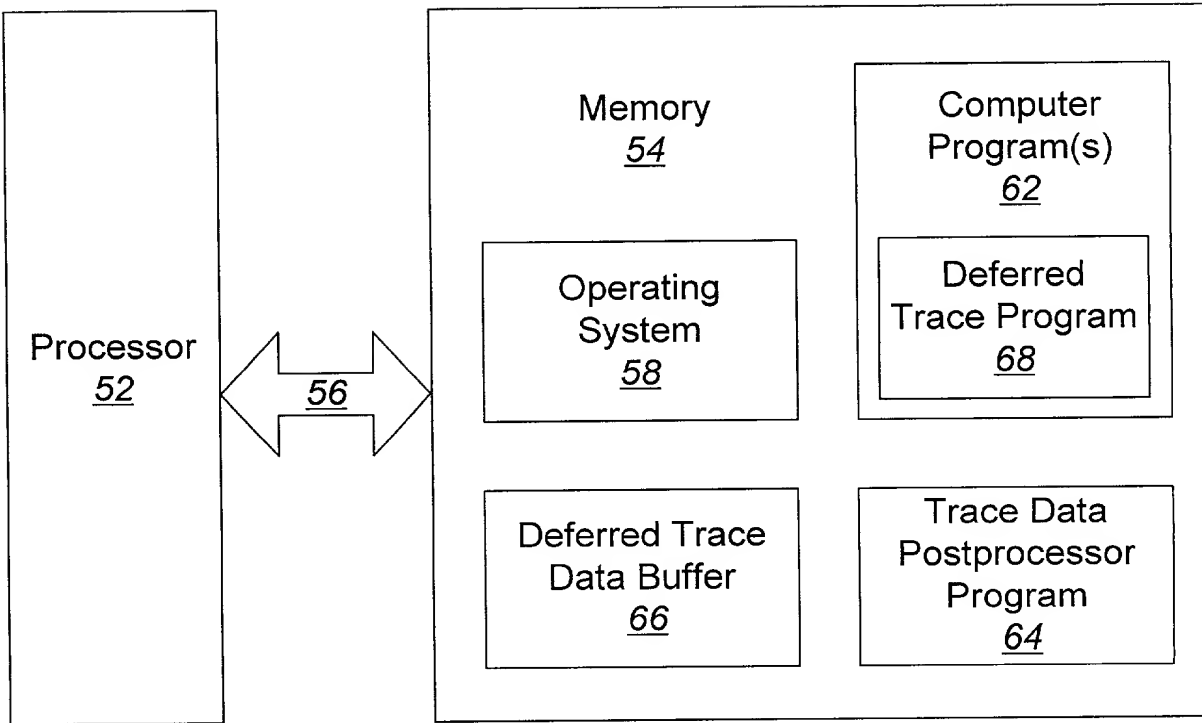 Processor
52
56
Memory
54
Computer
Program(s)
62
Deferred
Trace Program
68
Operating
System
58
Deferred Trace
Data Buffer
66
Trace Data
Postprocessor
Program
64